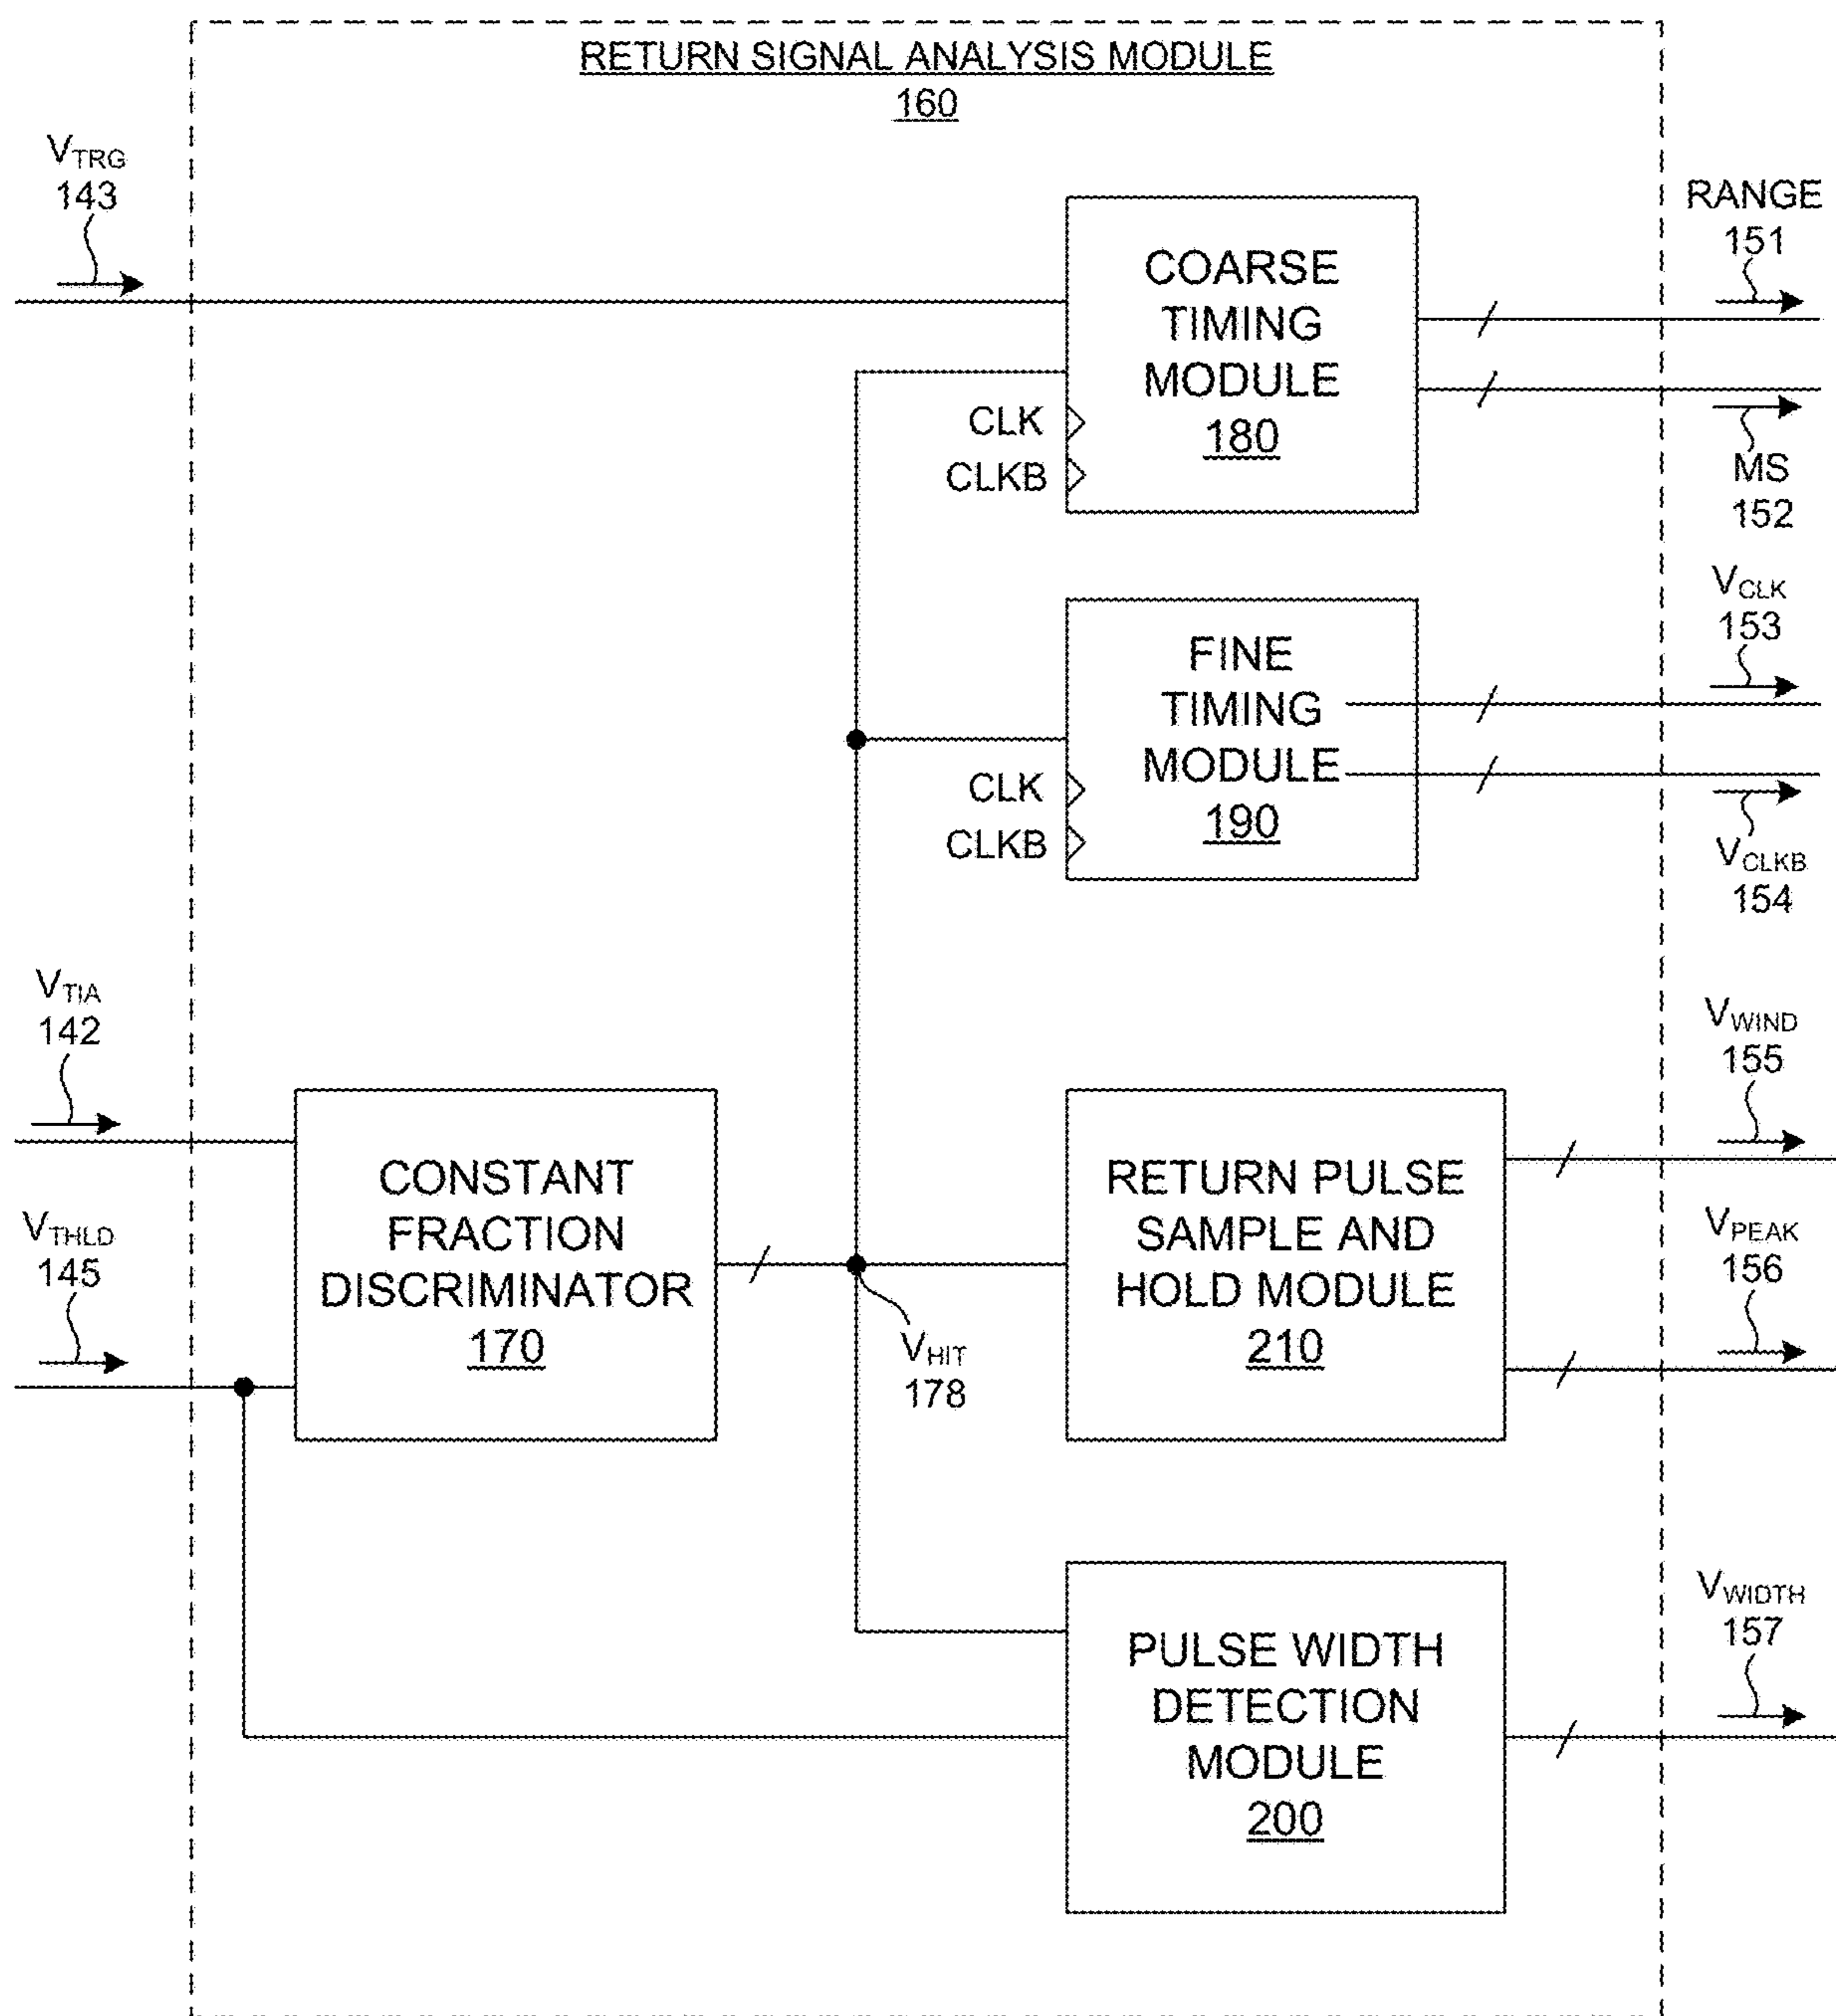 RETURN SIGNAL ANALYSIS MODULE
160
VTRG
143
COARSE
TIMING
MODULE
180
CLK
CLKB
RANGE
151
MS
152
FINE
TIMING
MODULE
190
CLK
CLKB
VCLK
153
VCLKB
154
VTIA
142
VTHLD
145
CONSTANT
FRACTION
DISCRIMINATOR
170
VHIT
178
RETURN PULSE
SAMPLE AND
HOLD MODULE
210
VWIND
155
VPEAK
156
PULSE WIDTH
DETECTION
MODULE
200
VWIDTH
157